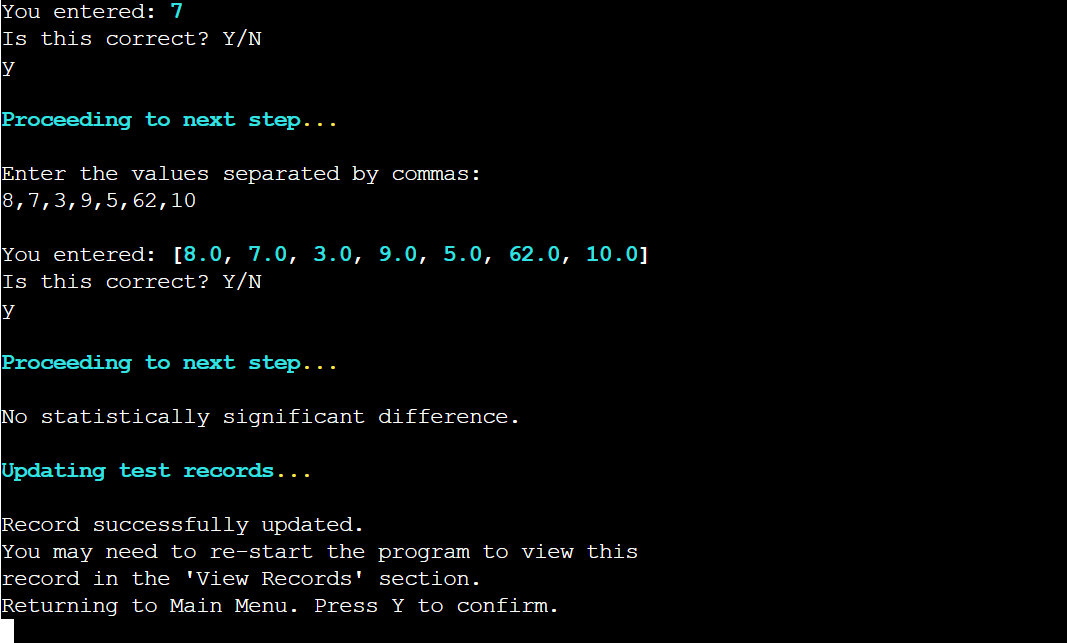 You entered: 7
Is this correct? Y/N
y
Proceeding to next step...
Enter the values separated by commas:
8,7,3,9,5,62,10
You entered: [8.0, 7.0, 3.0, 9.0, 5.0, 62.0, 10.0]
Is this correct? Y/N
y
Proceeding to next step...
No statistically significant difference.
Updating test records...
Record successfully updated.
You may need to re-start the program to view this
record in the 'View Records' section.
Returning to Main Menu. Press Y to confirm.